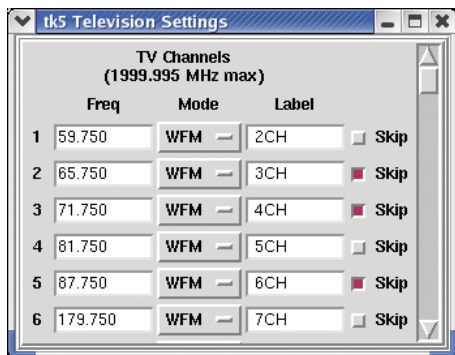 tk5 Television Settings
TV Channels
(1999.995 MHz max)
Freq Mode Label
1 59.750 WFM 2CH Skip
2 65.750 WFM 3CH Skip
3 71.750 WFM 4CH Skip
4 81.750 WFM 5CH Skip
5 87.750 WFM 6CH Skip
6 179.750 WFM 7CH Skip